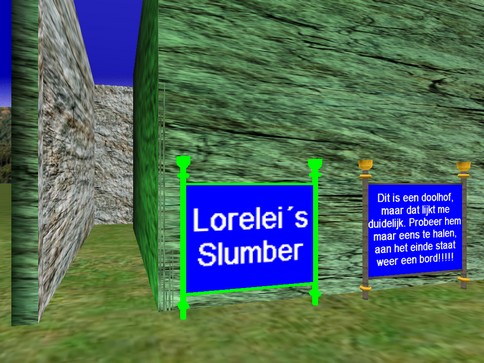 Lorelei´s
Slumber
Dit is een doolhof,
maar dat lijkt me
duidelijk. Probeer hem
maar eens te halen,
aan het einde staat
weer een bord!!!!!